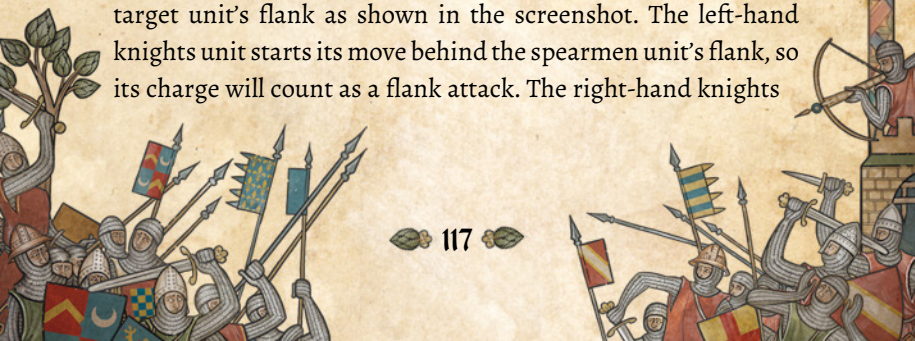 target unit’s flank as shown in the screenshot. The left-hand
knights unit starts its move behind the spearmen unit’s flank, so
its charge will count as a flank attack. The right-hand knights
117